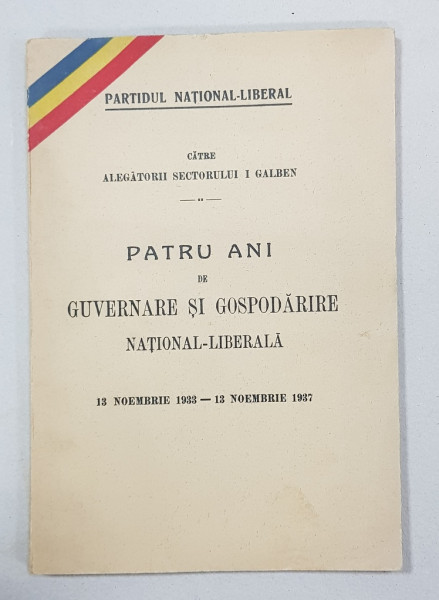 PARTIDUL NAȚIONAL-LIBERAL
CĂTRE
ALEGĂTORII SECTORULUI I GALBEN
PATRU ANI
DE
GUVERNARE ȘI GOSPODĂRIRE
NAȚIONAL-LIBERALĂ
13 NOEMBRIE 1933 — 13 NOEMBRIE 1937